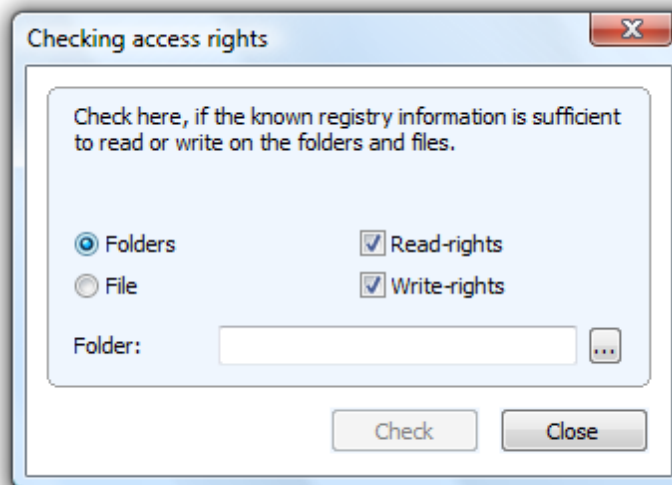 Checking access rights
Check here, if the known registry information is sufficient
to read or write on the folders and files.
Folders
Read-rights
File
Write-rights
Folder:
...
Check
Close